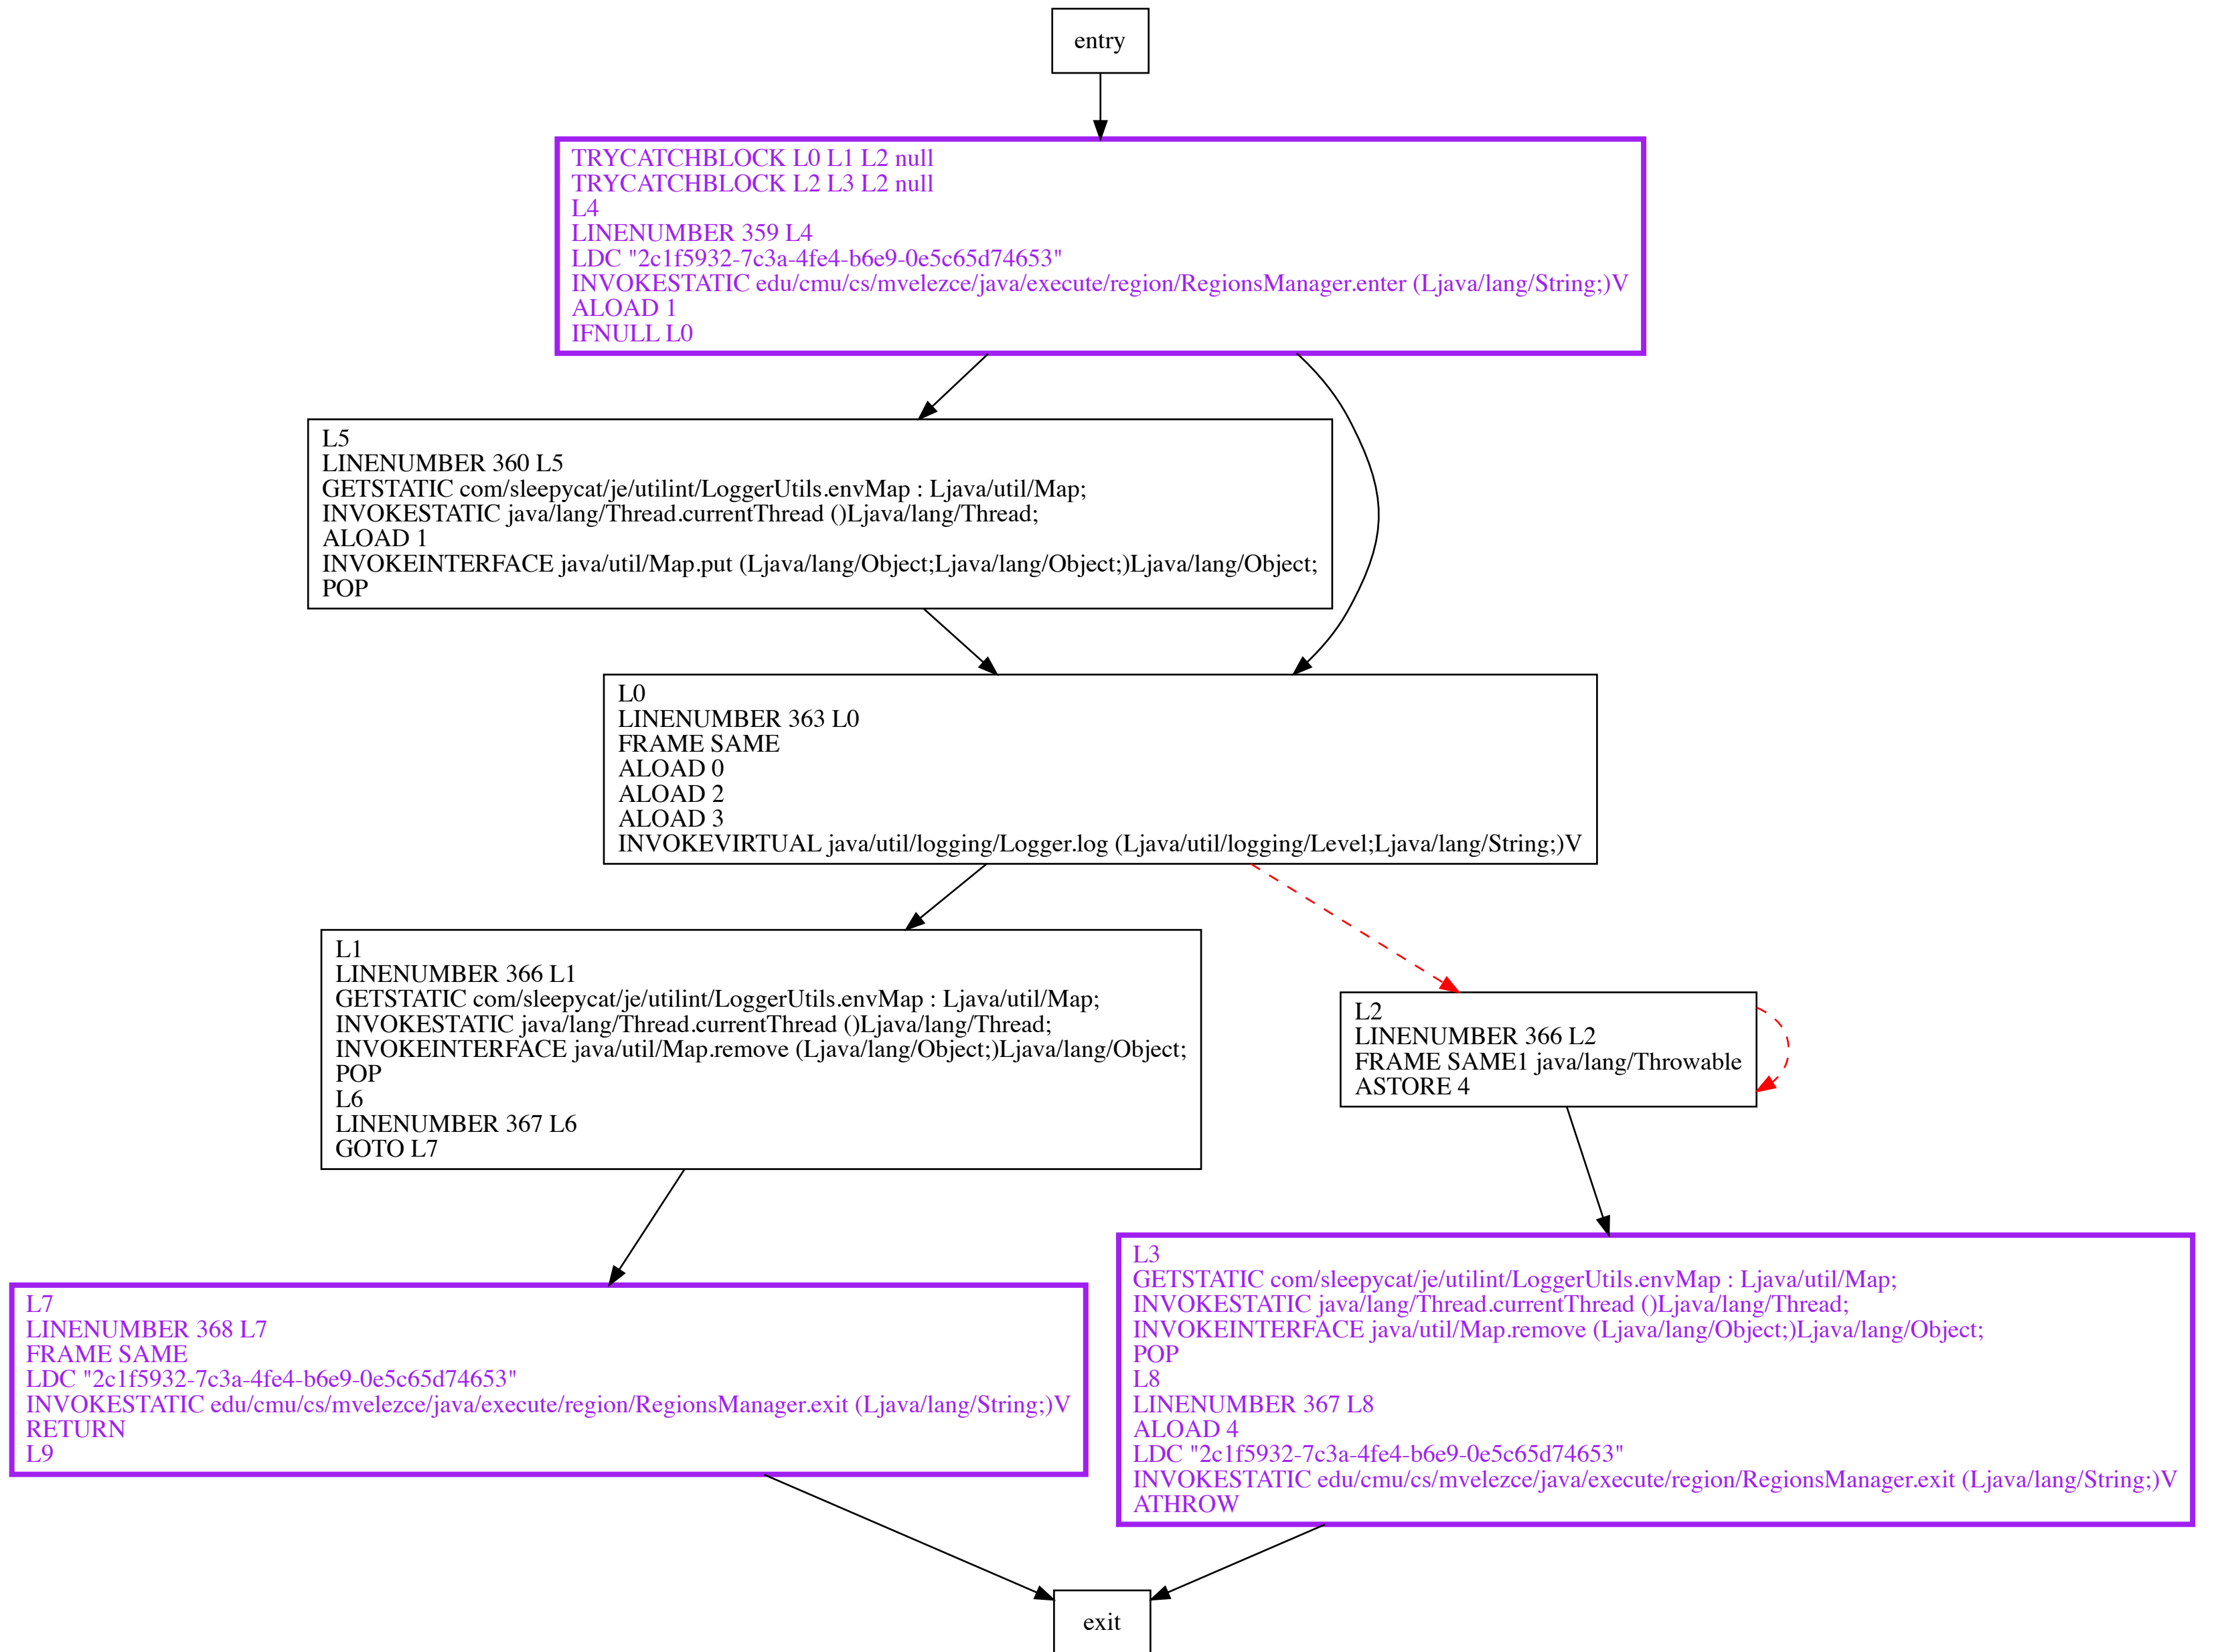 entry
TRYCATCHBLOCK L0 L1 L2 null
TRYCATCHBLOCK L2 L3 L2 null
L4
LINENUMBER 359 L4
LDC "2c1f5932-7c3a-4fe4-b6e9-0e5c65d74653"
INVOKESTATIC edu/cmu/cs/mvelezce/java/execute/region/RegionsManager.enter (Ljava/lang/String;)V
ALOAD 1
IFNULL L0
L5
LINENUMBER 360 L5
GETSTATIC com/sleepycat/je/utilint/LoggerUtils.envMap : Ljava/util/Map;
INVOKESTATIC java/lang/Thread.currentThread ()Ljava/lang/Thread;
ALOAD 1
INVOKEINTERFACE java/util/Map.put (Ljava/lang/Object;Ljava/lang/Object;)Ljava/lang/Object;
POP
L0
LINENUMBER 363 L0
FRAME SAME
ALOAD 0
ALOAD 2
ALOAD 3
INVOKEVIRTUAL java/util/logging/Logger.log (Ljava/util/logging/Level;Ljava/lang/String;)V
L1
LINENUMBER 366 L1
GETSTATIC com/sleepycat/je/utilint/LoggerUtils.envMap : Ljava/util/Map;
INVOKESTATIC java/lang/Thread.currentThread ()Ljava/lang/Thread;
INVOKEINTERFACE java/util/Map.remove (Ljava/lang/Object;)Ljava/lang/Object;
POP
L6
LINENUMBER 367 L6
GOTO L7
L2
LINENUMBER 366 L2
FRAME SAME1 java/lang/Throwable
ASTORE 4
L7
LINENUMBER 368 L7
FRAME SAME
LDC "2c1f5932-7c3a-4fe4-b6e9-0e5c65d74653"
INVOKESTATIC edu/cmu/cs/mvelezce/java/execute/region/RegionsManager.exit (Ljava/lang/String;)V
RETURN
L9
L3
GETSTATIC com/sleepycat/je/utilint/LoggerUtils.envMap : Ljava/util/Map;
INVOKESTATIC java/lang/Thread.currentThread ()Ljava/lang/Thread;
INVOKEINTERFACE java/util/Map.remove (Ljava/lang/Object;)Ljava/lang/Object;
POP
L8
LINENUMBER 367 L8
ALOAD 4
LDC "2c1f5932-7c3a-4fe4-b6e9-0e5c65d74653"
INVOKESTATIC edu/cmu/cs/mvelezce/java/execute/region/RegionsManager.exit (Ljava/lang/String;)V
ATHROW
exit